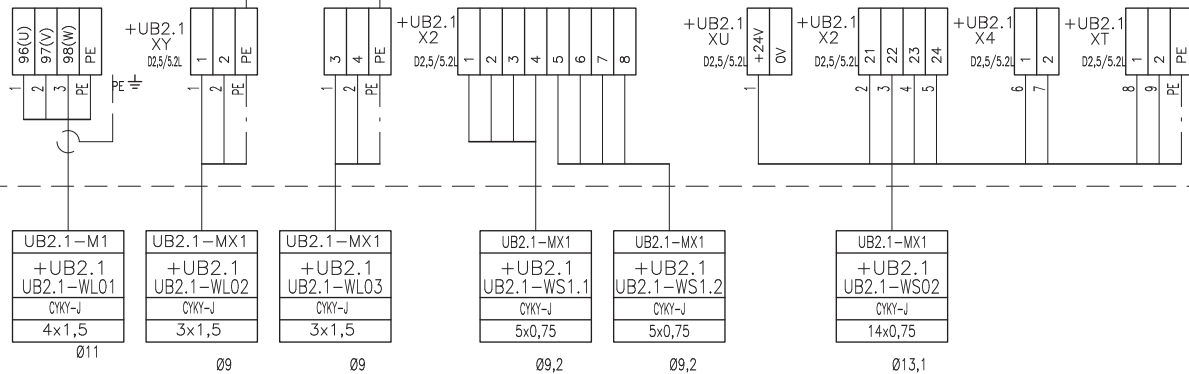 96(U) 97(V) 98(W) PE
1 2 3 PE
PE
+UB2.1
XY
D2,5/5.2L
1 2 PE
1 2 PE
3 4 PE
1 2 PE
+UB2.1
X2
D2,5/5.2L
1 2 3 4 5 6 7 8
+UB2.1
XU
D2,5/5.2L
+24V 0V
1
+UB2.1
X2
D2,5/5.2L
21 22 23 24
2 3 4 5
+UB2.1
X4
D2,5/5.2L
1 2
6 7
+UB2.1
XT
D2,5/5.2L
1 2 PE
8 9 PE
UB2.1-M1
+UB2.1
UB2.1-WL01
CYKY-J
4x1,5
Ø11
UB2.1-MX1
+UB2.1
UB2.1-WL02
CYKY-J
3x1,5
Ø9
UB2.1-MX1
+UB2.1
UB2.1-WL03
CYKY-J
3x1,5
Ø9
UB2.1-MX1
+UB2.1
UB2.1-WS1.1
CYKY-J
5x0,75
Ø9,2
UB2.1-MX1
+UB2.1
UB2.1-WS1.2
CYKY-J
5x0,75
Ø9,2
UB2.1-MX1
+UB2.1
UB2.1-WS02
CYKY-J
14x0,75
Ø13,1